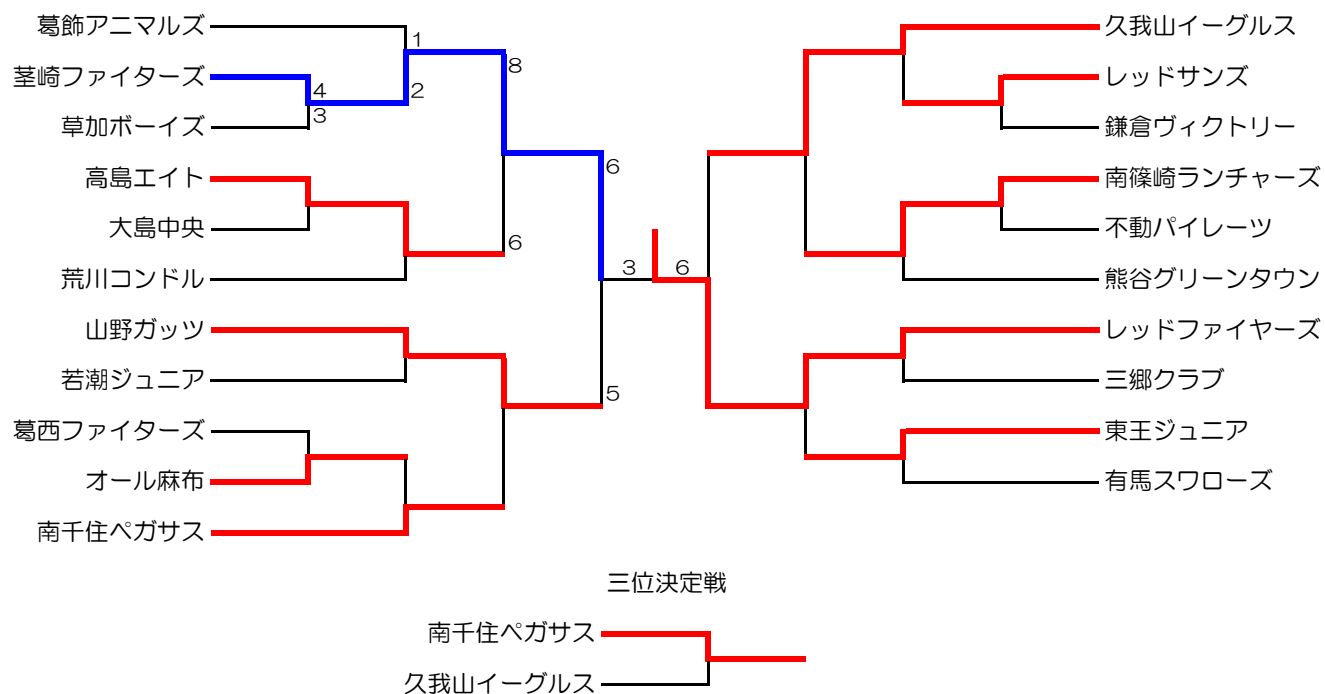 葛飾アニマルズ
茎崎ファイターズ
草加ボーイズ
高島エイト
大島中央
荒川コンドル
山野ガッツ
若潮ジュニア
葛西ファイターズ
オール麻布
南千住ペガサス
1
2
4
3
8
6
6
5
3
6
久我山イーグルス
レッドサンズ
鎌倉ヴィクトリー
南篠崎ランチャーズ
不動パイレーツ
熊谷グリーンタウン
レッドファイヤーズ
三郷クラブ
東王ジュニア
有馬スワローズ
三位決定戦
南千住ペガサス
久我山イーグルス